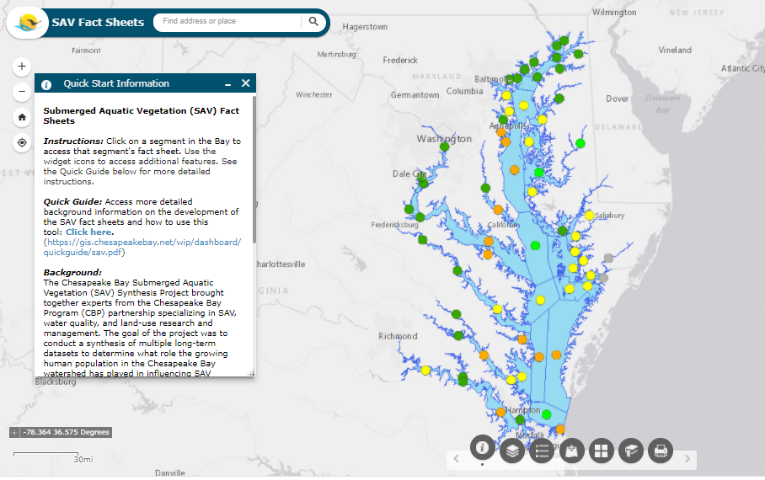 SAV Fact Sheets
Find address or place
Wilmington
NEW JERSEY
Hagerstown
Vineland
Fairmont
Martinsburg
Frederick
Atlantic City
MARYLAND
Baltimore
Winchester
Germantown
Columbia
Dover
Delaware
Bay
Quick Start Information
Annapolis
DELAWARE
Submerged Aquatic Vegetation (SAV) Fact
Sheets
Washington
Instructions: Click on a segment in the Bay to
access that segment's fact sheet. Use the
widget icons to access additional features. See
the Quick Guide below for more detailed
instructions.
Dale City
Quick Guide: Access more detailed
background information on the development of
the SAV fact sheets and how to use this
tool: Click here.
(https://gis.chesapeakebay.net/wip/dashboard/
quickguide/sav.pdf)
Salisbury
Fredericksburg
California
Charlottesville
Background:
The Chesapeake Bay Submerged Aquatic
Vegetation (SAV) Synthesis Project brought
together experts from the Chesapeake Bay
Program (CBP) partnership specializing in SAV,
water quality, and land-use research and
management. The goal of the project was to
conduct a synthesis of multiple long-term
datasets to determine what role the growing
human population in the Chesapeake Bay
watershed has played in influencing SAV
Richmond
Blacksburg
Hampton
Norfolk
-78.364 36.575 Degrees
30mi
Danville